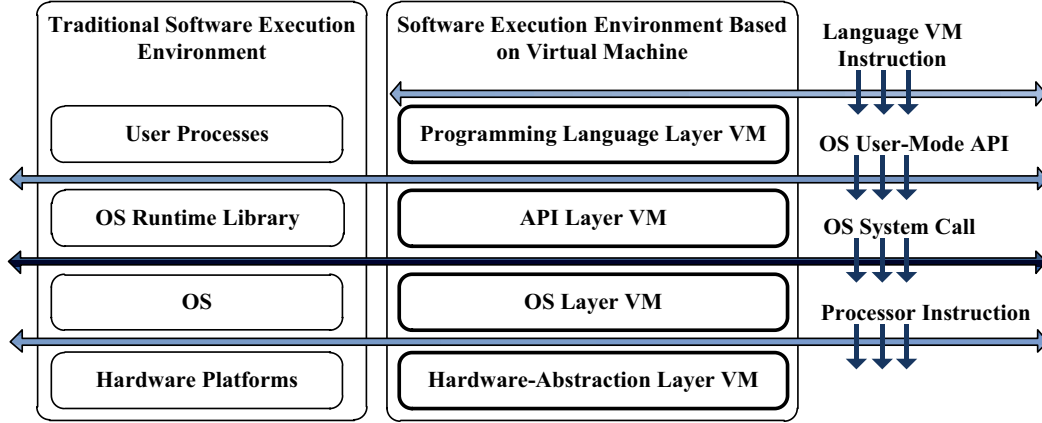 Traditional Software Execution
Environment
User Processes
OS Runtime Library
OS
Hardware Platforms
Software Execution Environment Based
on Virtual Machine
Programming Language Layer VM
API Layer VM
OS Layer VM
Hardware-Abstraction Layer VM
Language VM
Instruction
OS User-Mode API
OS System Call
Processor Instruction